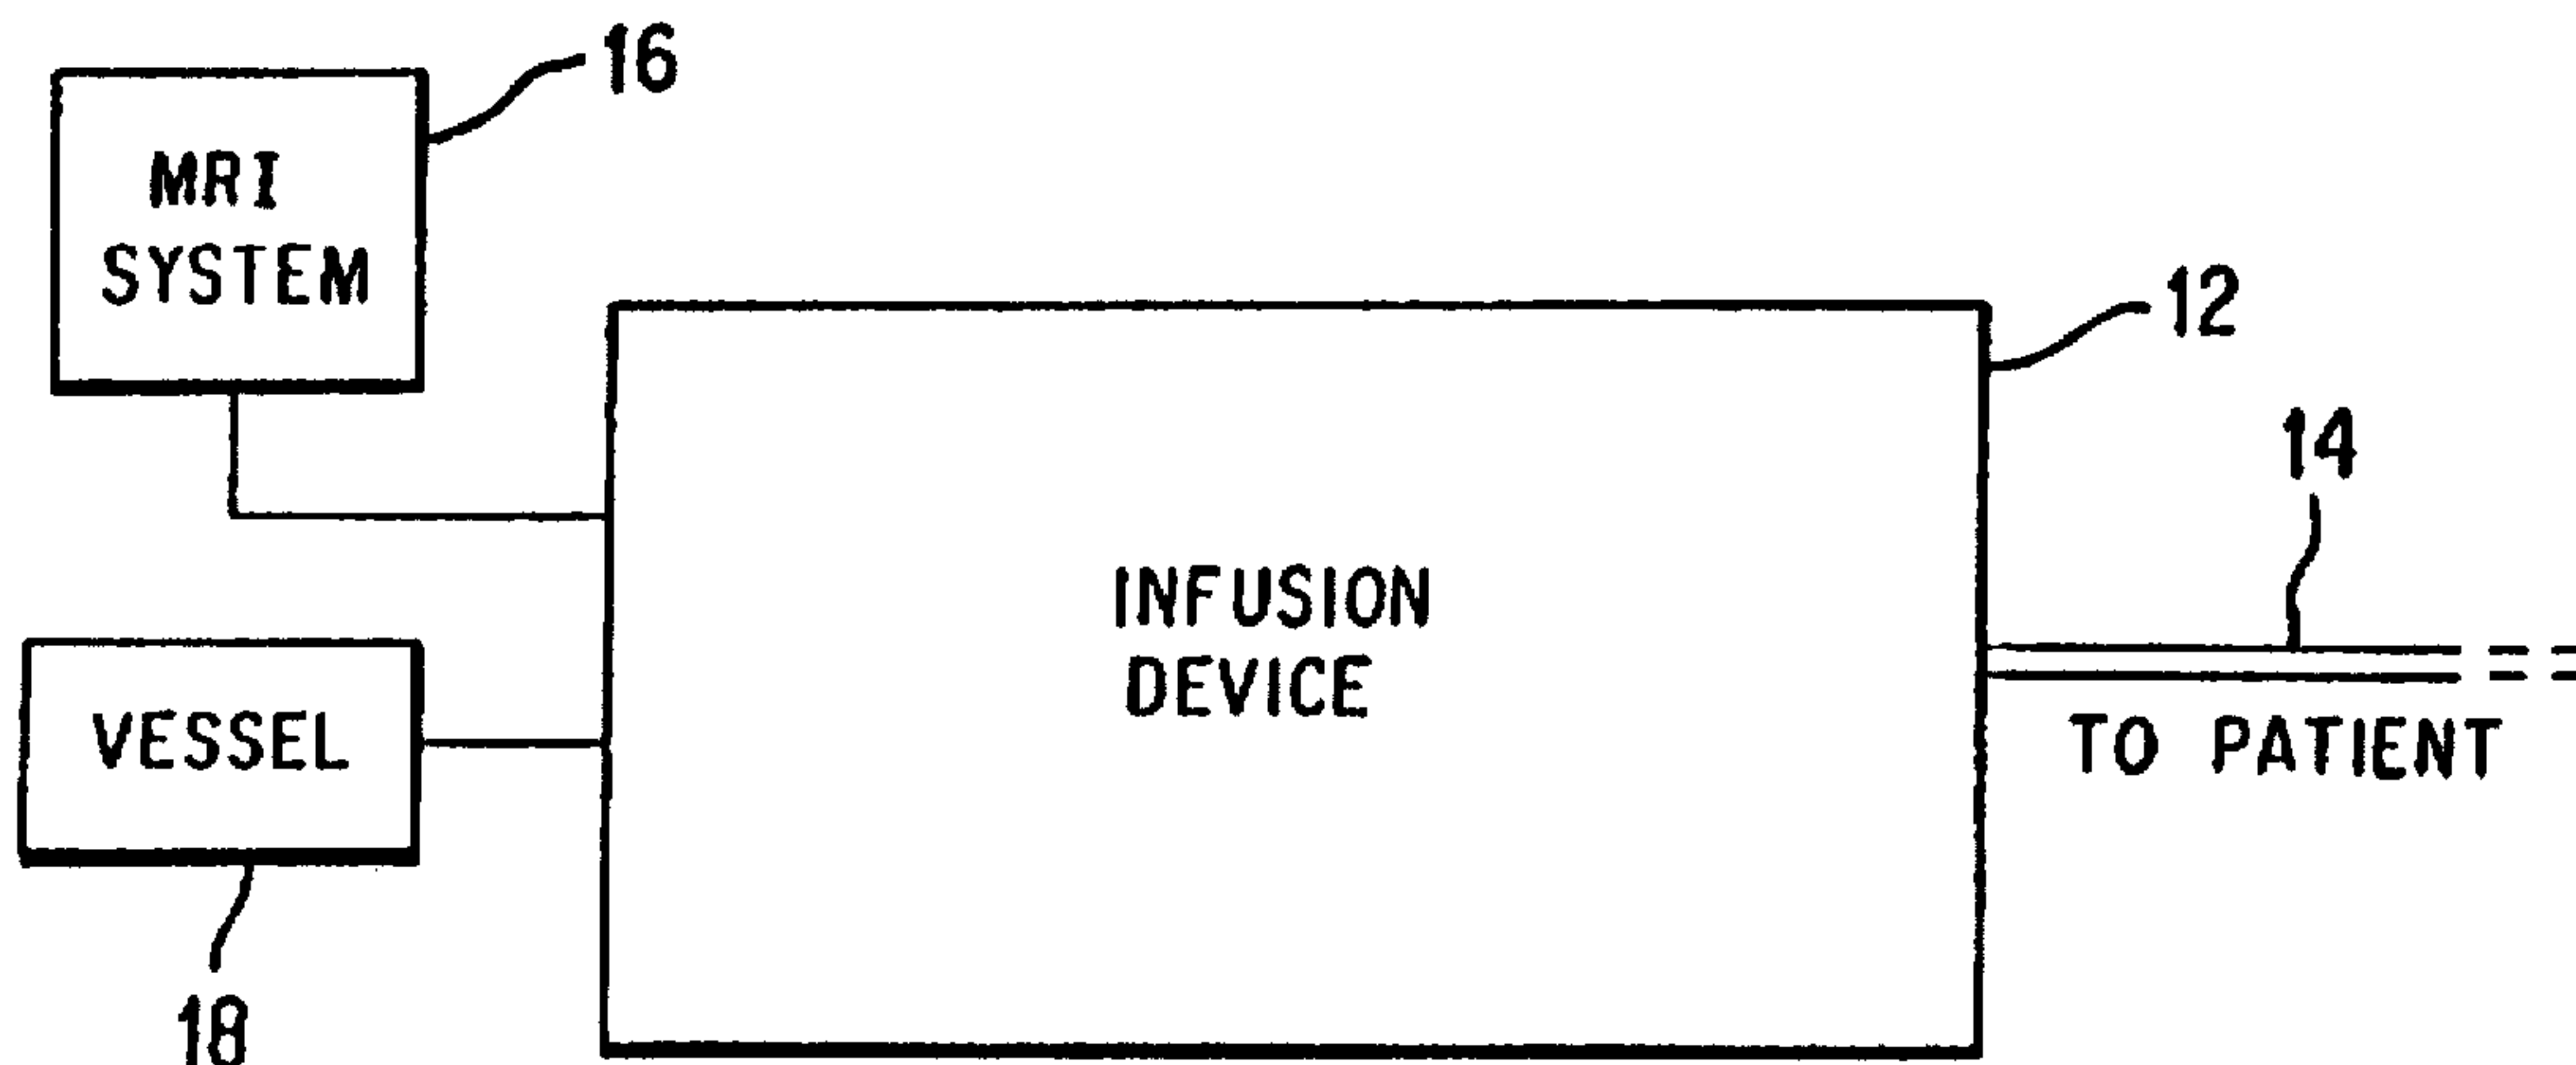 16
MRI
SYSTEM
12
14
INFUSION
DEVICE
VESSEL
TO PATIENT
18